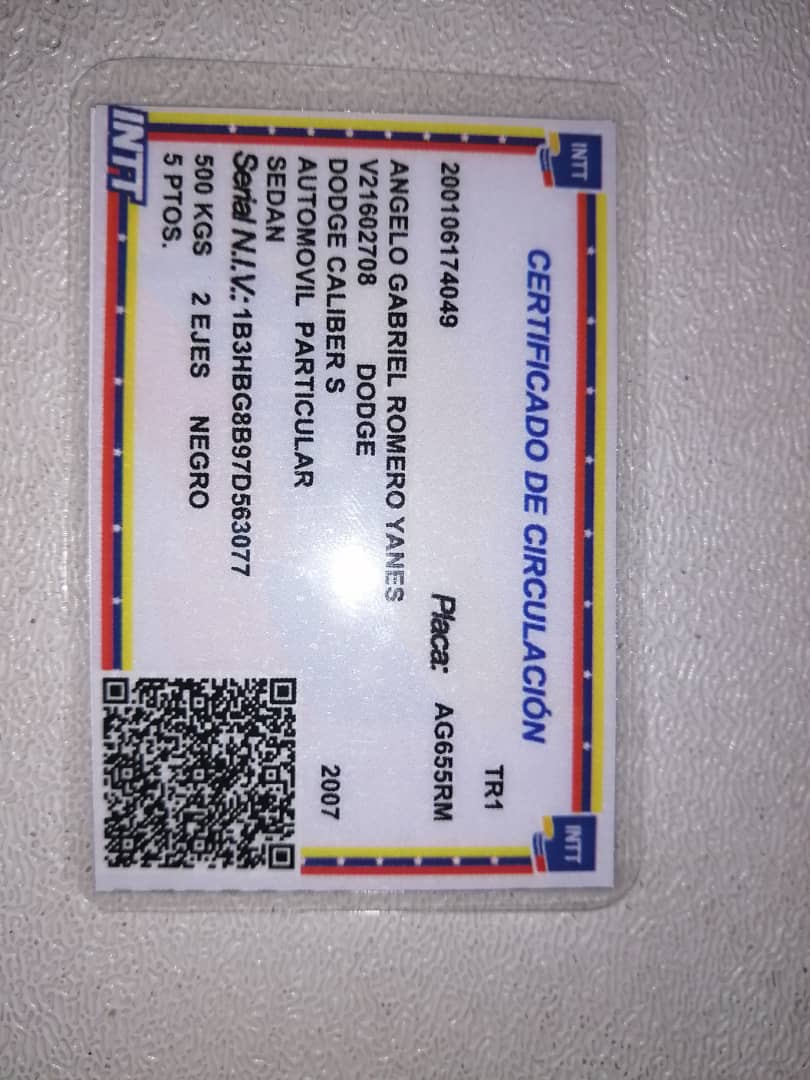 INTT
INTT
CERTIFICADO DE CIRCULACIÓN
TR1
200106174049 Placa: AG655RM
ANGELO GABRIEL ROMERO YANES
V21602708 DODGE
DODGE CALIBER S 2007
AUTOMOVIL PARTICULAR
SEDAN
Serial N.I.V.: 1B3HBG8B97D563077
500 KGS 2 EJES NEGRO
5 PTOS.
INTT